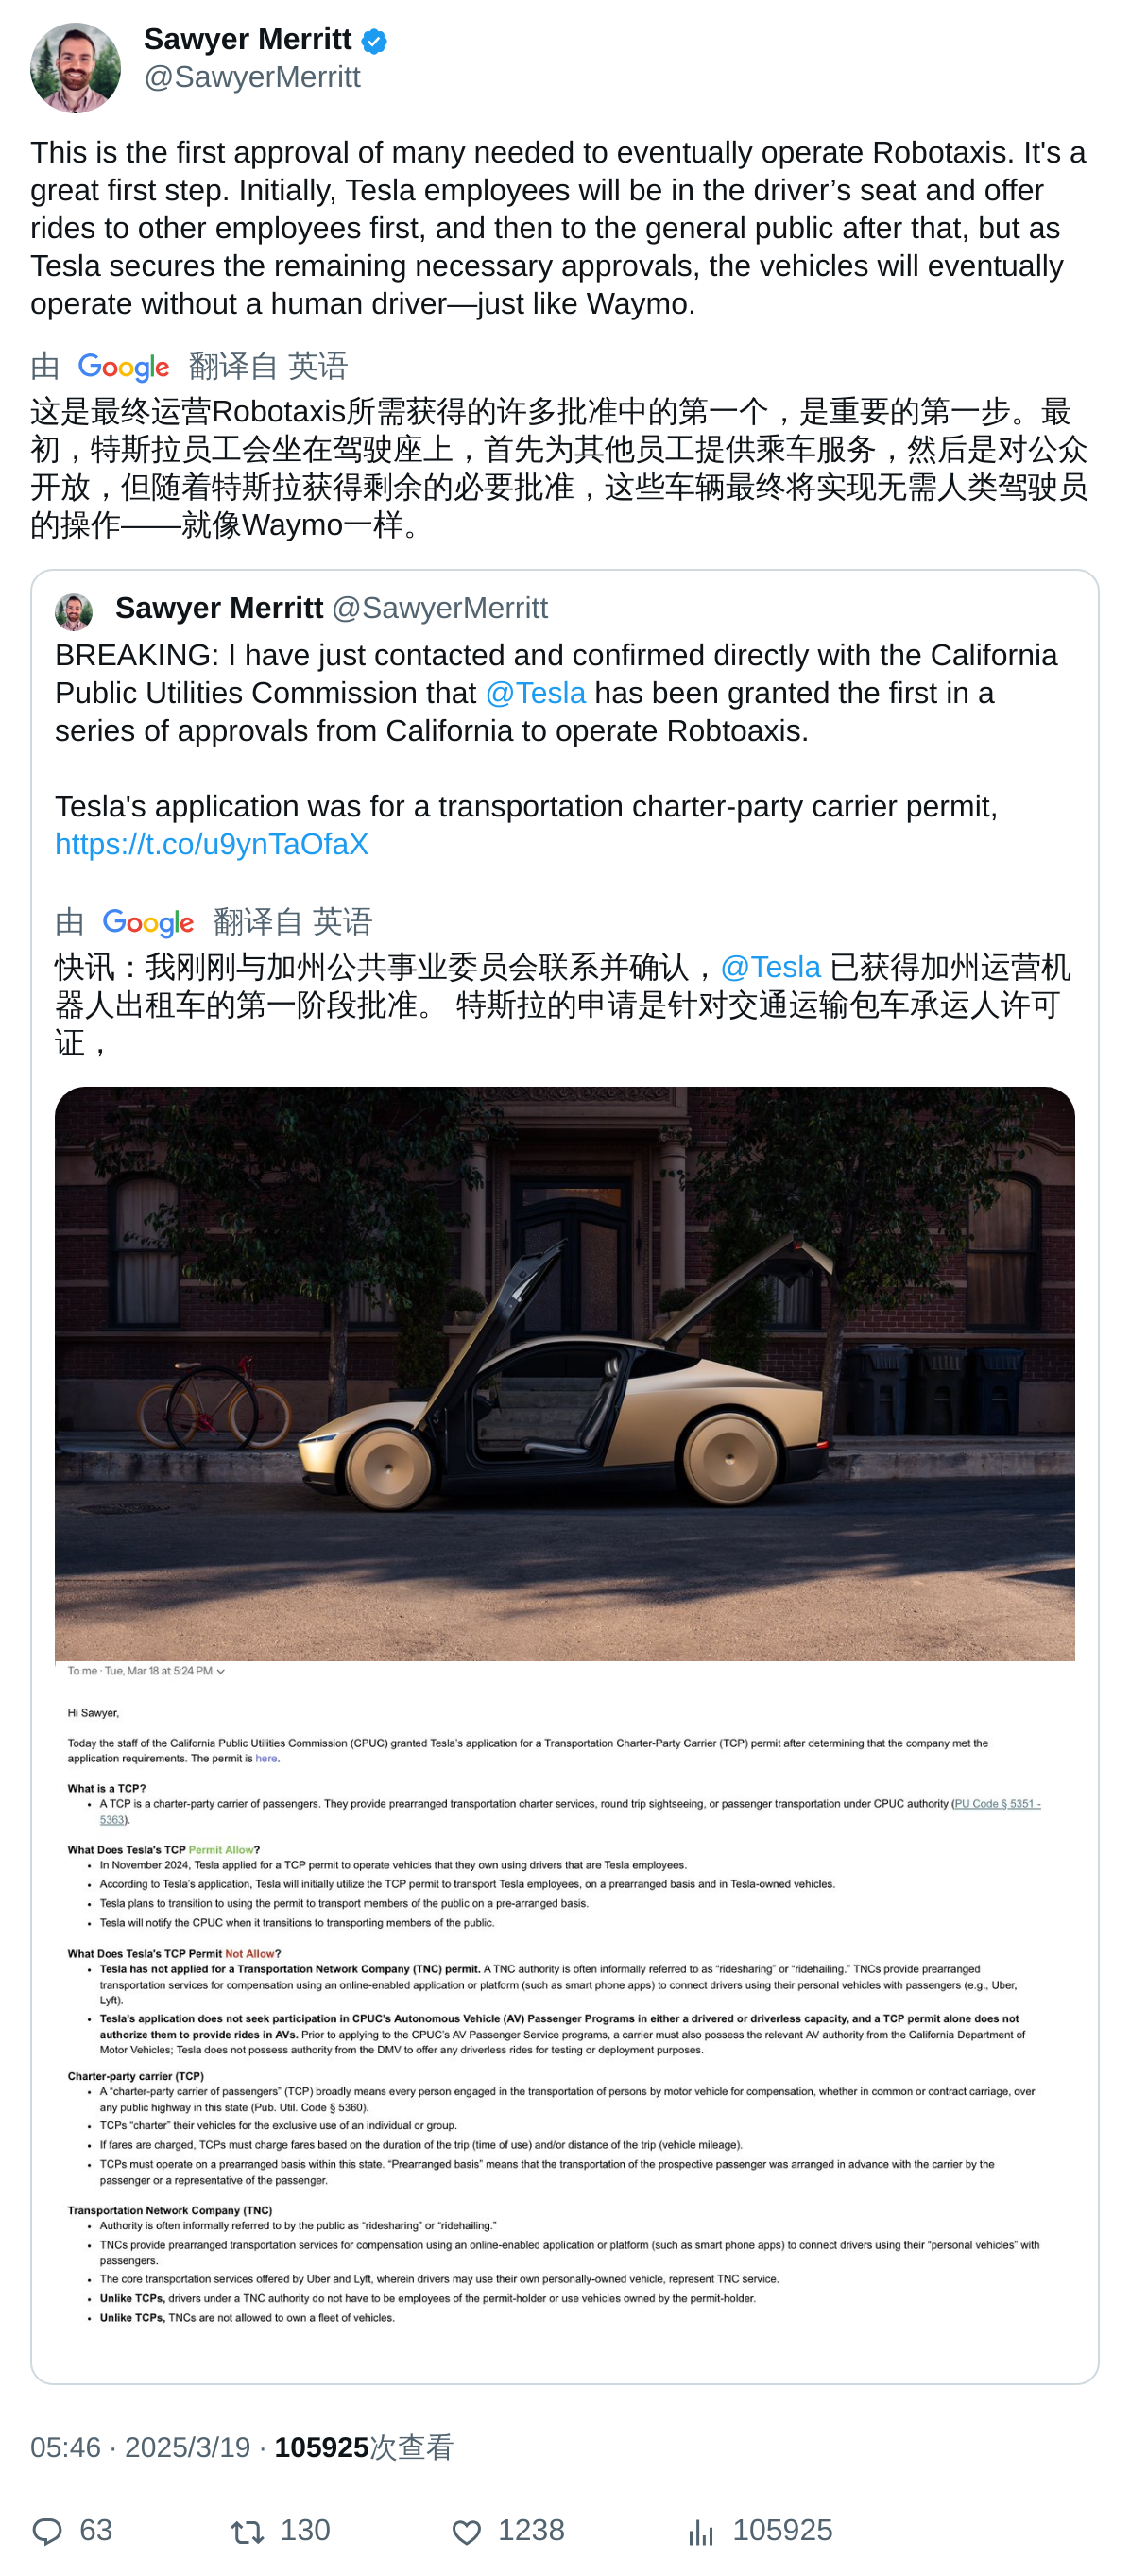 Sawyer Merritt
@SawyerMerritt
This is the first approval of many needed to eventually operate Robotaxis. It's a
great first step. Initially, Tesla employees will be in the driver’s seat and offer
rides to other employees first, and then to the general public after that, but as
Tesla secures the remaining necessary approvals, the vehicles will eventually
operate without a human driver—just like Waymo.
由 Google 翻译自 英语
这是最终运营Robotaxis所需获得的许多批准中的第一个，是重要的第一步。最
初，特斯拉员工会坐在驾驶座上，首先为其他员工提供乘车服务，然后是对公众
开放，但随着特斯拉获得剩余的必要批准，这些车辆最终将实现无需人类驾驶员
的操作——就像Waymo一样。
Sawyer Merritt @SawyerMerritt
BREAKING: I have just contacted and confirmed directly with the California
Public Utilities Commission that @Tesla has been granted the first in a
series of approvals from California to operate Robtoaxis.
Tesla's application was for a transportation charter-party carrier permit,
https://t.co/u9ynTaOfaX
由 Google 翻译自 英语
快讯：我刚刚与加州公共事业委员会联系并确认，@Tesla 已获得加州运营机
器人出租车的第一阶段批准。 特斯拉的申请是针对交通运输包车承运人许可
证，
To me · Tue, Mar 18 at 5:24 PM
Hi Sawyer,
Today the staff of the California Public Utilities Commission (CPUC) granted Tesla's application for a Transportation Charter-Party Carrier (TCP) permit after determining that the company met the
application requirements. The permit is here.
What is a TCP?
• A TCP is a charter-party carrier of passengers. They provide prearranged transportation charter services, round trip sightseeing, or passenger transportation under CPUC authority (PU Code § 5351 -
5363).
What Does Tesla's TCP Permit Allow?
• In November 2024, Tesla applied for a TCP permit to operate vehicles that they own using drivers that are Tesla employees.
• According to Tesla's application, Tesla will initially utilize the TCP permit to transport Tesla employees, on a prearranged basis and in Tesla-owned vehicles.
• Tesla plans to transition to using the permit to transport members of the public on a pre-arranged basis.
• Tesla will notify the CPUC when it transitions to transporting members of the public.
What Does Tesla's TCP Permit Not Allow?
• Tesla has not applied for a Transportation Network Company (TNC) permit. A TNC authority is often informally referred to as “ridesharing” or “ridehailing.” TNCs provide prearranged
transportation services for compensation using an online-enabled application or platform (such as smart phone apps) to connect drivers using their personal vehicles with passengers (e.g., Uber,
Lyft).
• Tesla's application does not seek participation in CPUC's Autonomous Vehicle (AV) Passenger Programs in either a drivered or driverless capacity, and a TCP permit alone does not
authorize them to provide rides in AVs. Prior to applying to the CPUC's AV Passenger Service programs, a carrier must also possess the relevant AV authority from the California Department of
Motor Vehicles; Tesla does not possess authority from the DMV to offer any driverless rides for testing or deployment purposes.
Charter-party carrier (TCP)
• A “charter-party carrier of passengers” (TCP) broadly means every person engaged in the transportation of persons by motor vehicle for compensation, whether in common or contract carriage, over
any public highway in this state (Pub. Util. Code § 5360).
• TCPs “charter” their vehicles for the exclusive use of an individual or group.
• If fares are charged, TCPs must charge fares based on the duration of the trip (time of use) and/or distance of the trip (vehicle mileage).
• TCPs must operate on a prearranged basis within this state. “Prearranged basis” means that the transportation of the prospective passenger was arranged in advance with the carrier by the
passenger or a representative of the passenger.
Transportation Network Company (TNC)
• Authority is often informally referred to by the public as “ridesharing” or “ridehailing.”
• TNCs provide prearranged transportation services for compensation using an online-enabled application or platform (such as smart phone apps) to connect drivers using their “personal vehicles” with
passengers.
• The core transportation services offered by Uber and Lyft, wherein drivers may use their own personally-owned vehicle, represent TNC service.
• Unlike TCPs, drivers under a TNC authority do not have to be employees of the permit-holder or use vehicles owned by the permit-holder.
• Unlike TCPs, TNCs are not allowed to own a fleet of vehicles.
05:46 · 2025/3/19 · 105925次查看
63 130 1238 105925